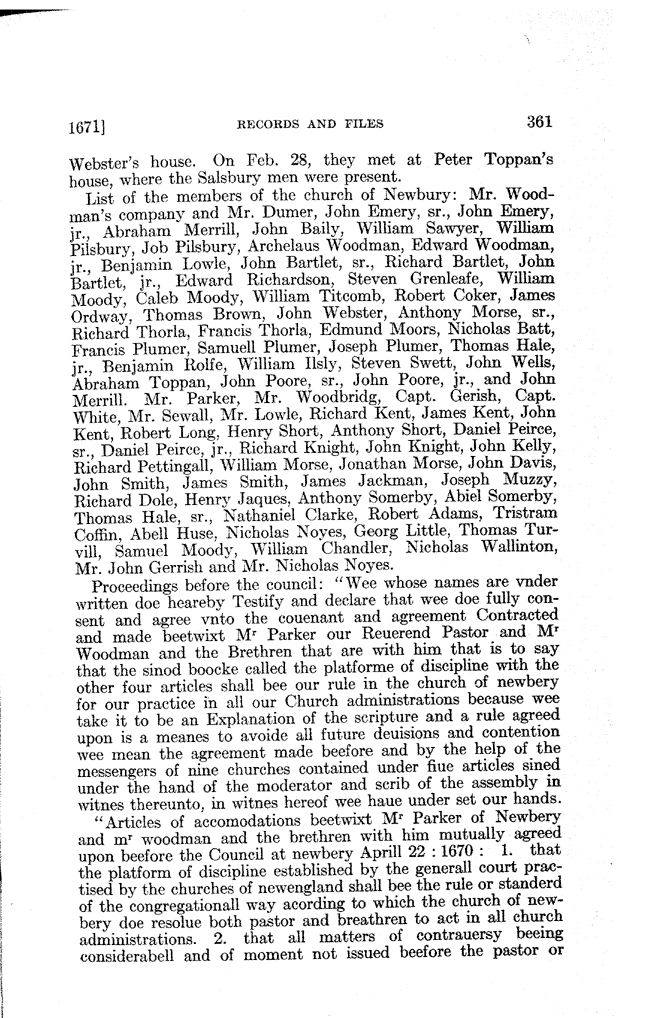 1671] RECORDS AND FILES 361
Webster's house. On Feb. 28, they met at Peter Toppan's
house, where the Salsbury men were present.
List of the members of the church of Newbury: Mr. Wood-
man's company and Mr. Dumer, John Emery, sr., John Emery,
jr., Abraham Merrill, John Baily, William Sawyer, William
Pilsbury, Job Pilsbury, Archelaus Woodman, Edward Woodman,
jr., Benjamin Lowle, John Bartlet, sr., Richard Bartlet, John
Bartlet, jr., Edward Richardson, Steven Grenleafe, William
Moody, Caleb Moody, William Titcomb, Robert Coker, James
Ordway, Thomas Brown, John Webster, Anthony Morse, sr.,
Richard Thorla, Francis Thorla, Edmund Moors, Nicholas Batt,
Francis Plumer, Samuell Plumer, Joseph Plumer, Thomas Hale,
jr., Benjamin Rolfe, William Ilsly, Steven Swett, John Wells,
Abraham Toppan, John Poore, sr., John Poore, jr., and John
Merrill. Mr. Parker, Mr. Woodbridg, Capt. Gerish, Capt.
White, Mr. Sewall, Mr. Lowle, Richard Kent, James Kent, John
Kent, Robert Long, Henry Short, Anthony Short, Daniel Peirce,
sr., Daniel Peirce, jr., Richard Knight, John Knight, John Kelly,
Richard Pettingall, William Morse, Jonathan Morse, John Davis,
John Smith, James Smith, James Jackman, Joseph Muzzy,
Richard Dole, Henry Jaques, Anthony Somerby, Abiel Somerby,
Thomas Hale, sr., Nathaniel Clarke, Robert Adams, Tristram
Coffin, Abell Huse, Nicholas Noyes, Georg Little, Thomas Tur-
vill, Samuel Moody, William Chandler, Nicholas Wallinton,
Mr. John Gerrish and Mr. Nicholas Noyes.
Proceedings before the council: "Wee whose names are vnder
written doe heareby Testify and declare that wee doe fully con-
sent and agree vnto the couenant and agreement Contracted
and made beetwixt Mr Parker our Reuerend Pastor and Mr
Woodman and the Brethren that are with him that is to say
that the sinod boocke called the platforme of discipline with the
other four articles shall bee our rule in the church of newbery
for our practice in all our Church administrations because wee
take it to be an Explanation of the scripture and a rule agreed
upon is a meanes to avoide all future deuisions and contention
wee mean the agreement made beefore and by the help of the
messengers of nine churches contained under fiue articles sined
under the hand of the moderator and scrib of the assembly in
witnes thereunto, in witnes hereof wee haue under set our hands.
"Articles of accomodations beetwixt Mr Parker of Newbery
and mr woodman and the brethren with him mutually agreed
upon beefore the Council at newbery Aprill 22 : 1670 : 1. that
the platform of discipline established by the generall court prac-
tised by the churches of newengland shall bee the rule or standerd
of the congregationall way acording to which the church of new-
bery doe resolue both pastor and breathren to act in all church
administrations. 2. that all matters of contrauersy beeing
considerabell and of moment not issued beefore the pastor or